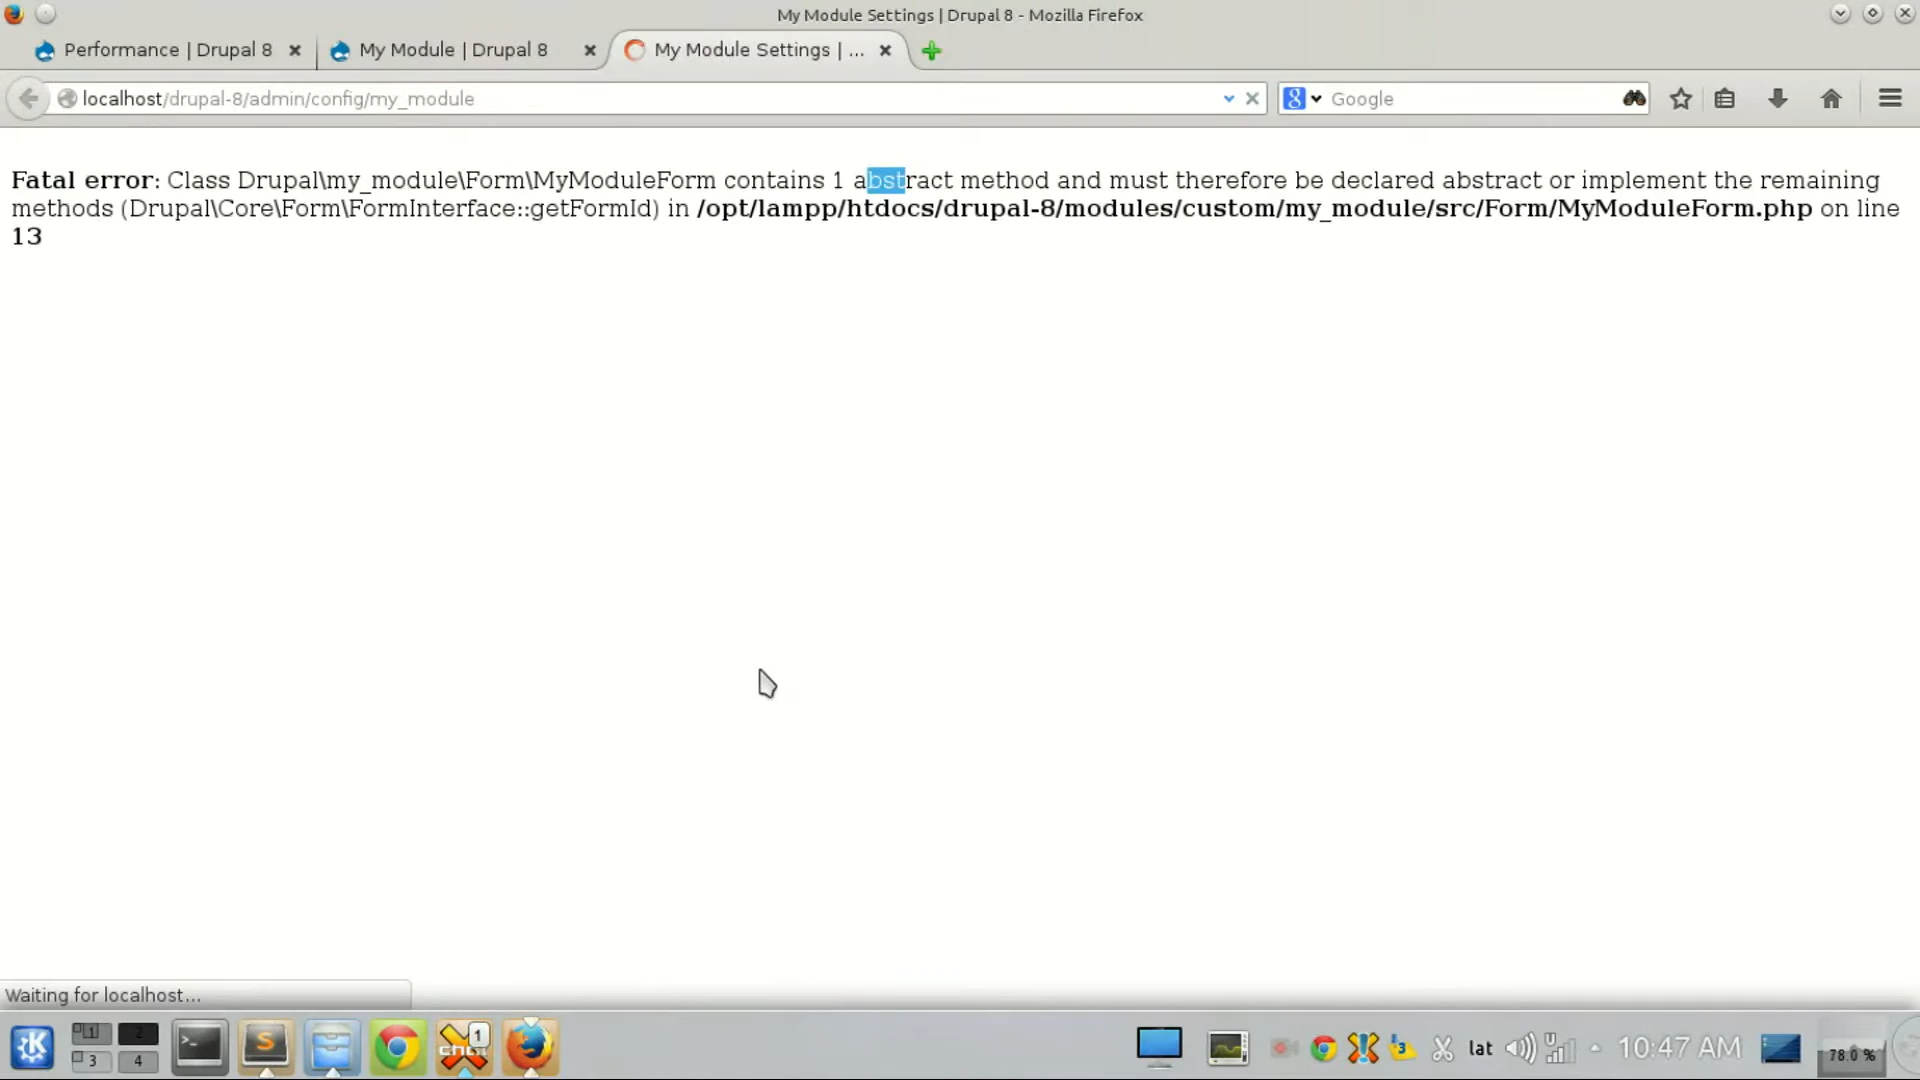 My Module Settings | Drupal 8 - Mozilla Firefox
Performance | Drupal 8
My Module | Drupal 8
My Module Settings | ...
localhost/drupal-8/admin/config/my_module
Google
Fatal error: Class Drupal\my_module\Form\MyModuleForm contains 1 abstract method and must therefore be declared abstract or implement the remaining
methods (Drupal\Core\Form\FormInterface::getFormId) in /opt/lampp/htdocs/drupal-8/modules/custom/my_module/src/Form/MyModuleForm.php on line
13
Waiting for localhost...
1
2
3
4
1
3
lat
10:47 AM
78.0 %